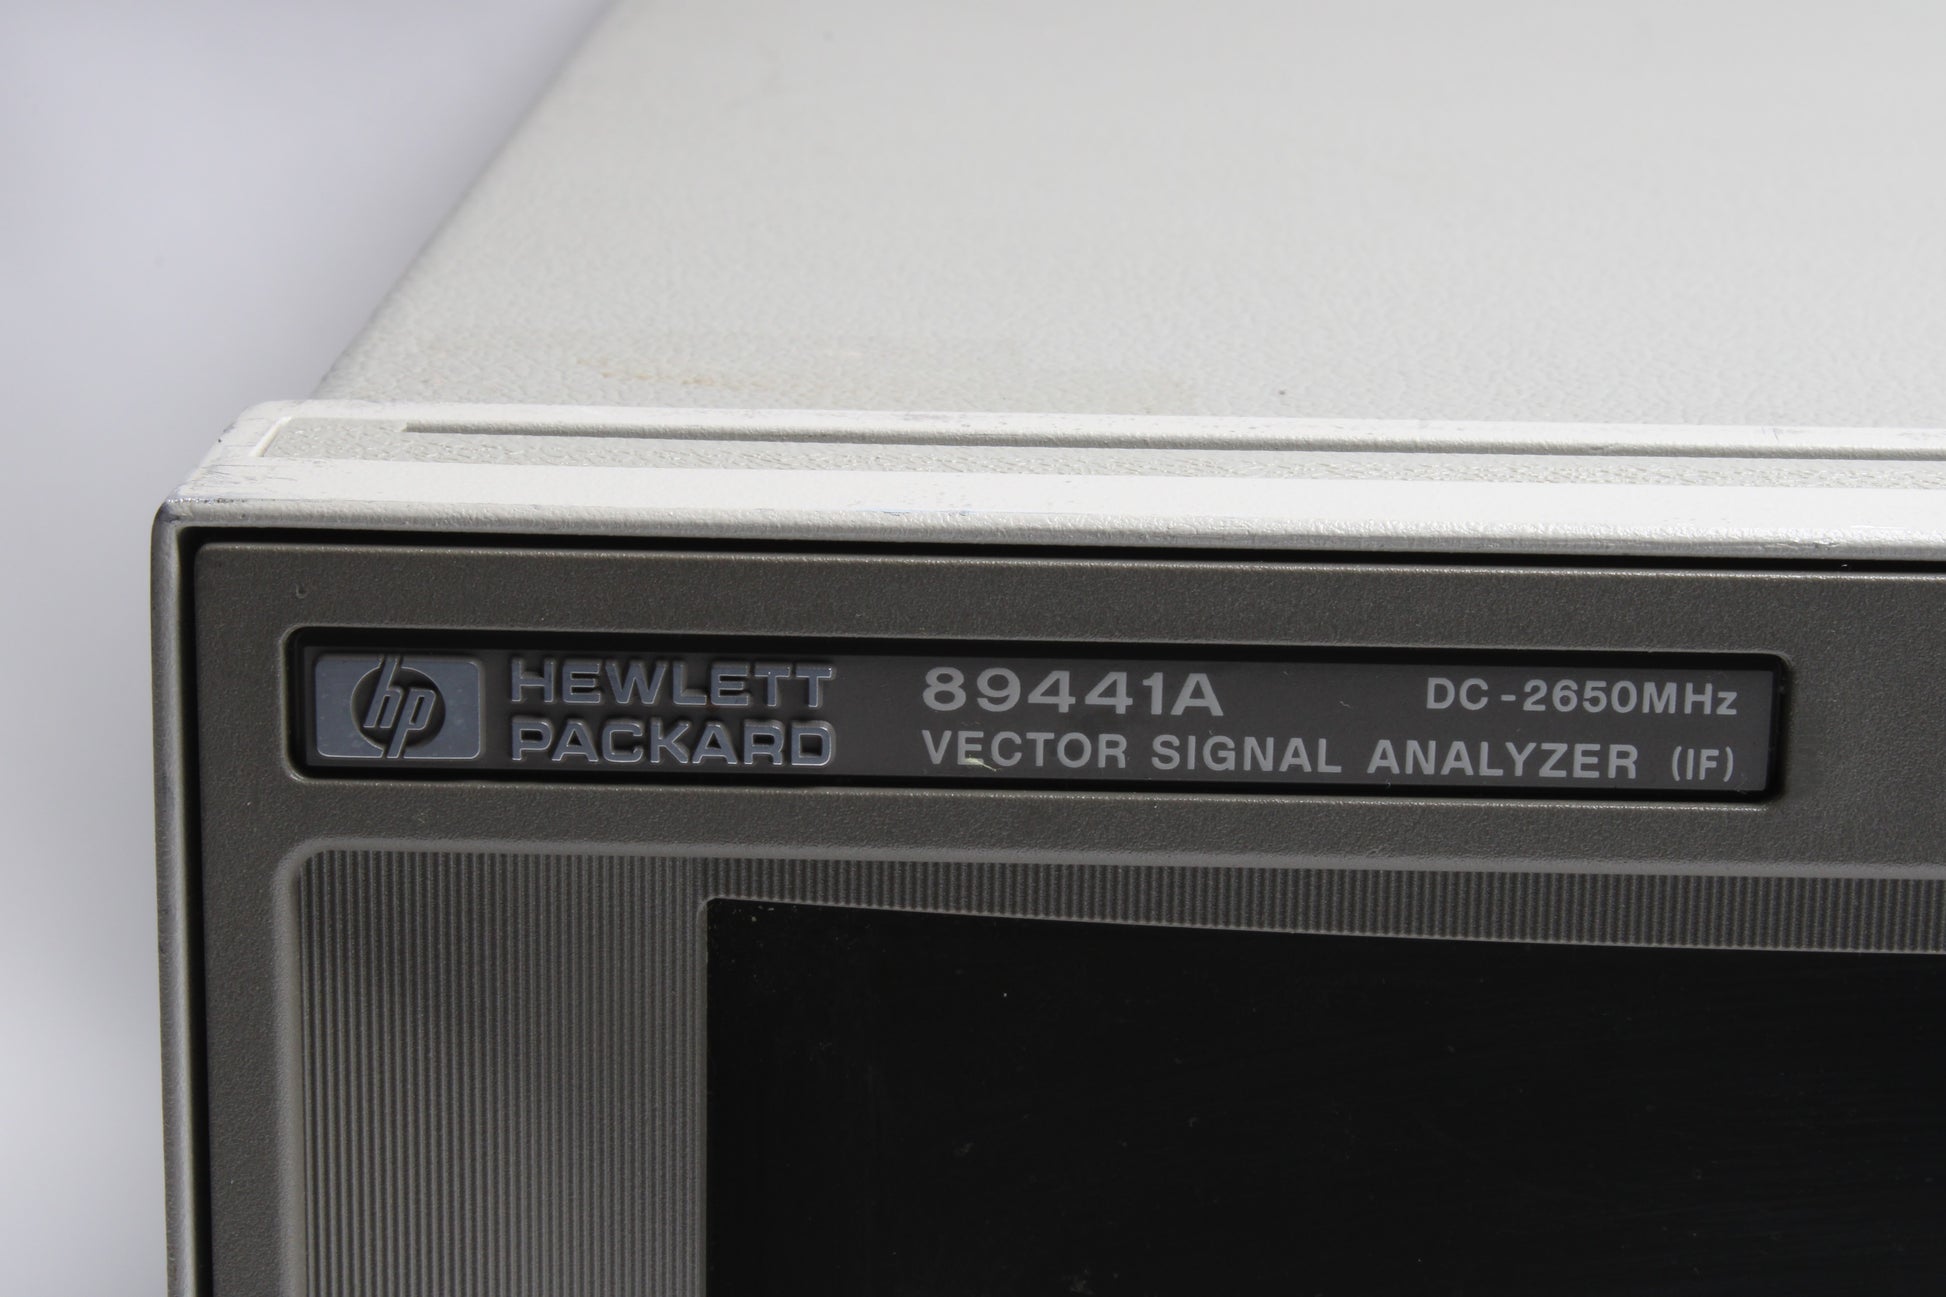 hp HEWLETT
PACKARD
89441A DC-2650MHz
VECTOR SIGNAL ANALYZER (IF)